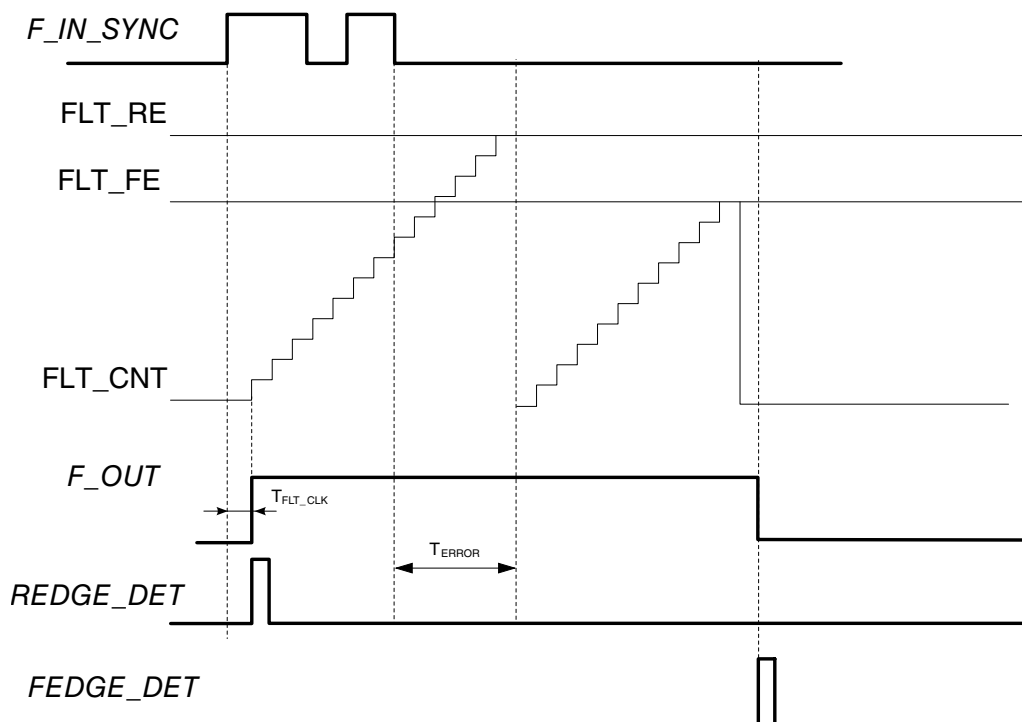 F_IN_SYNC
FLT_RE
FLT_FE
FLT_CNT
F_OUT
TFLT_CLK
TERROR
REDGE_DET
FEDGE_DET